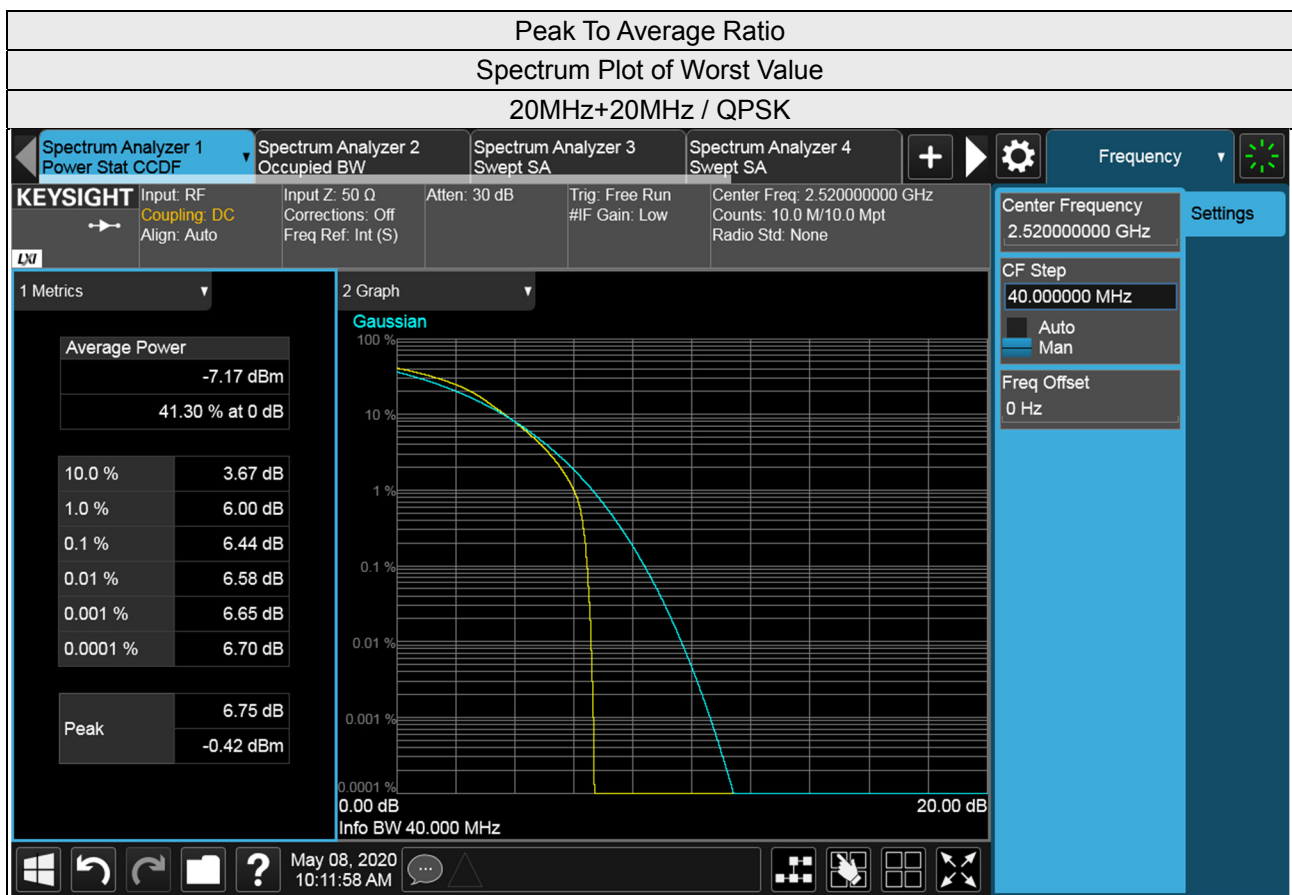 Peak To Average Ratio
Spectrum Plot of Worst Value
20MHz+20MHz / QPSK
Spectrum Analyzer 1
Power Stat CCDF
Spectrum Analyzer 2
Occupied BW
Spectrum Analyzer 3
Swept SA
Spectrum Analyzer 4
Swept SA
Frequency
KEYSIGHT
LXI
Input: RF
Coupling: DC
Align: Auto
Input Z: 50 Ω
Corrections: Off
Freq Ref: Int (S)
Atten: 30 dB
Trig: Free Run
#IF Gain: Low
Center Freq: 2.520000000 GHz
Counts: 10.0 M/10.0 Mpt
Radio Std: None
Center Frequency
2.520000000 GHz
Settings
CF Step
40.000000 MHz
Auto
Man
Freq Offset
0 Hz
1 Metrics
Average Power
-7.17 dBm
41.30 % at 0 dB
10.0 % 3.67 dB
1.0 % 6.00 dB
0.1 % 6.44 dB
0.01 % 6.58 dB
0.001 % 6.65 dB
0.0001 % 6.70 dB
Peak
6.75 dB
-0.42 dBm
2 Graph
Gaussian
100 %
10 %
1 %
0.1 %
0.01 %
0.001 %
0.0001 %
0.00 dB 20.00 dB
Info BW 40.000 MHz
?
May 08, 2020
10:11:58 AM